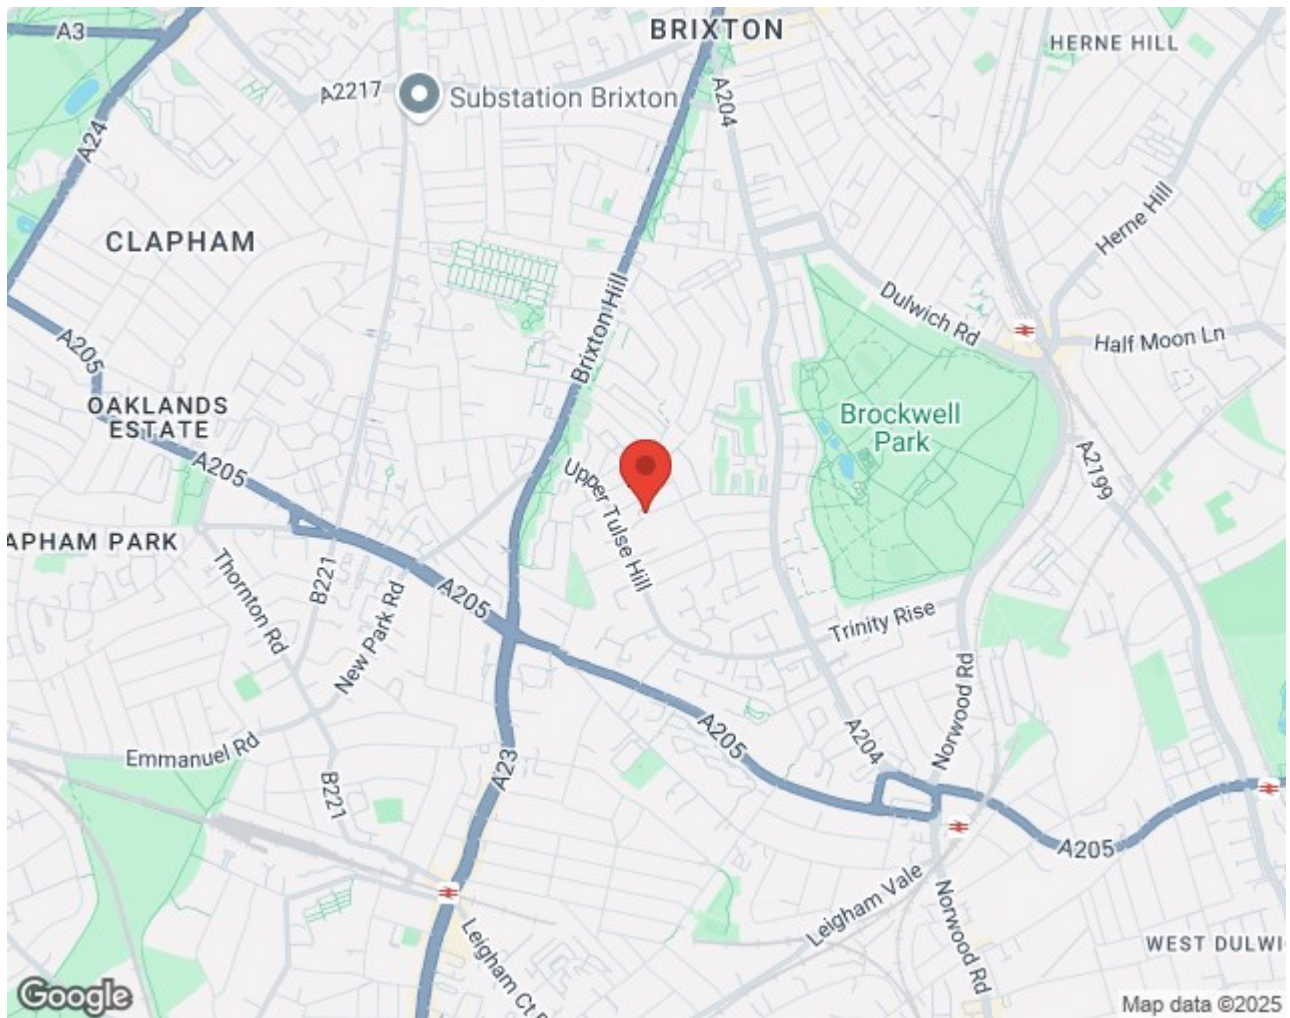 BRIXTON
A3
HERNE HILL
A2217
Substation Brixton
A204
A24
Herne Hill
CLAPHAM
Dulwich Rd
Brixton Hill
Half Moon Ln
A205
OAKLANDS
ESTATE
Brockwell
Park
A205
Upper Tulse Hill
A2199
APHAM PARK
Thornton Rd
B221
New Park Rd
A205
Trinity Rise
Norwood Rd
A205
A204
Emmanuel Rd
A23
B221
A205
Leigham Vale
Norwood Rd
Leigham Ct
WEST DULWI
Google
Map data ©2025